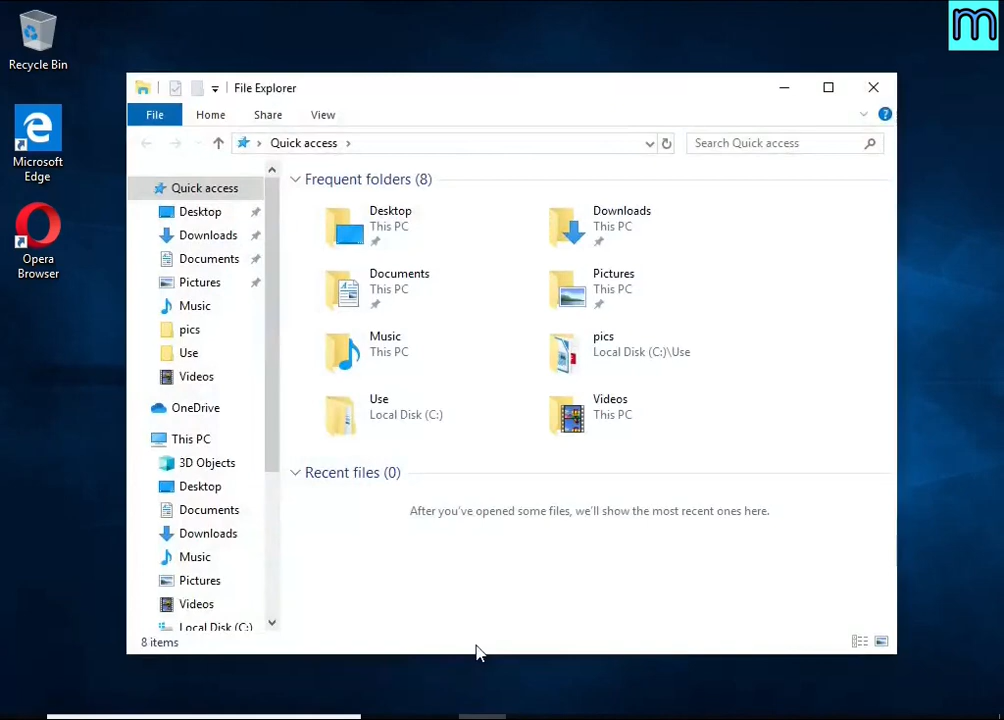 Recycle Bin
Microsoft
Edge
Opera
Browser
m
File Explorer
File Home Share View
Quick access
Search Quick access
Quick access
Desktop
Downloads
Documents
Pictures
Music
pics
Use
Videos
OneDrive
This PC
3D Objects
Desktop
Documents
Downloads
Music
Pictures
Videos
Local Disk (C:)
Frequent folders (8)
Desktop
This PC
Downloads
This PC
Documents
This PC
Pictures
This PC
Music
This PC
pics
Local Disk (C:)\Use
Use
Local Disk (C:)
Videos
This PC
Recent files (0)
After you've opened some files, we'll show the most recent ones here.
8 items